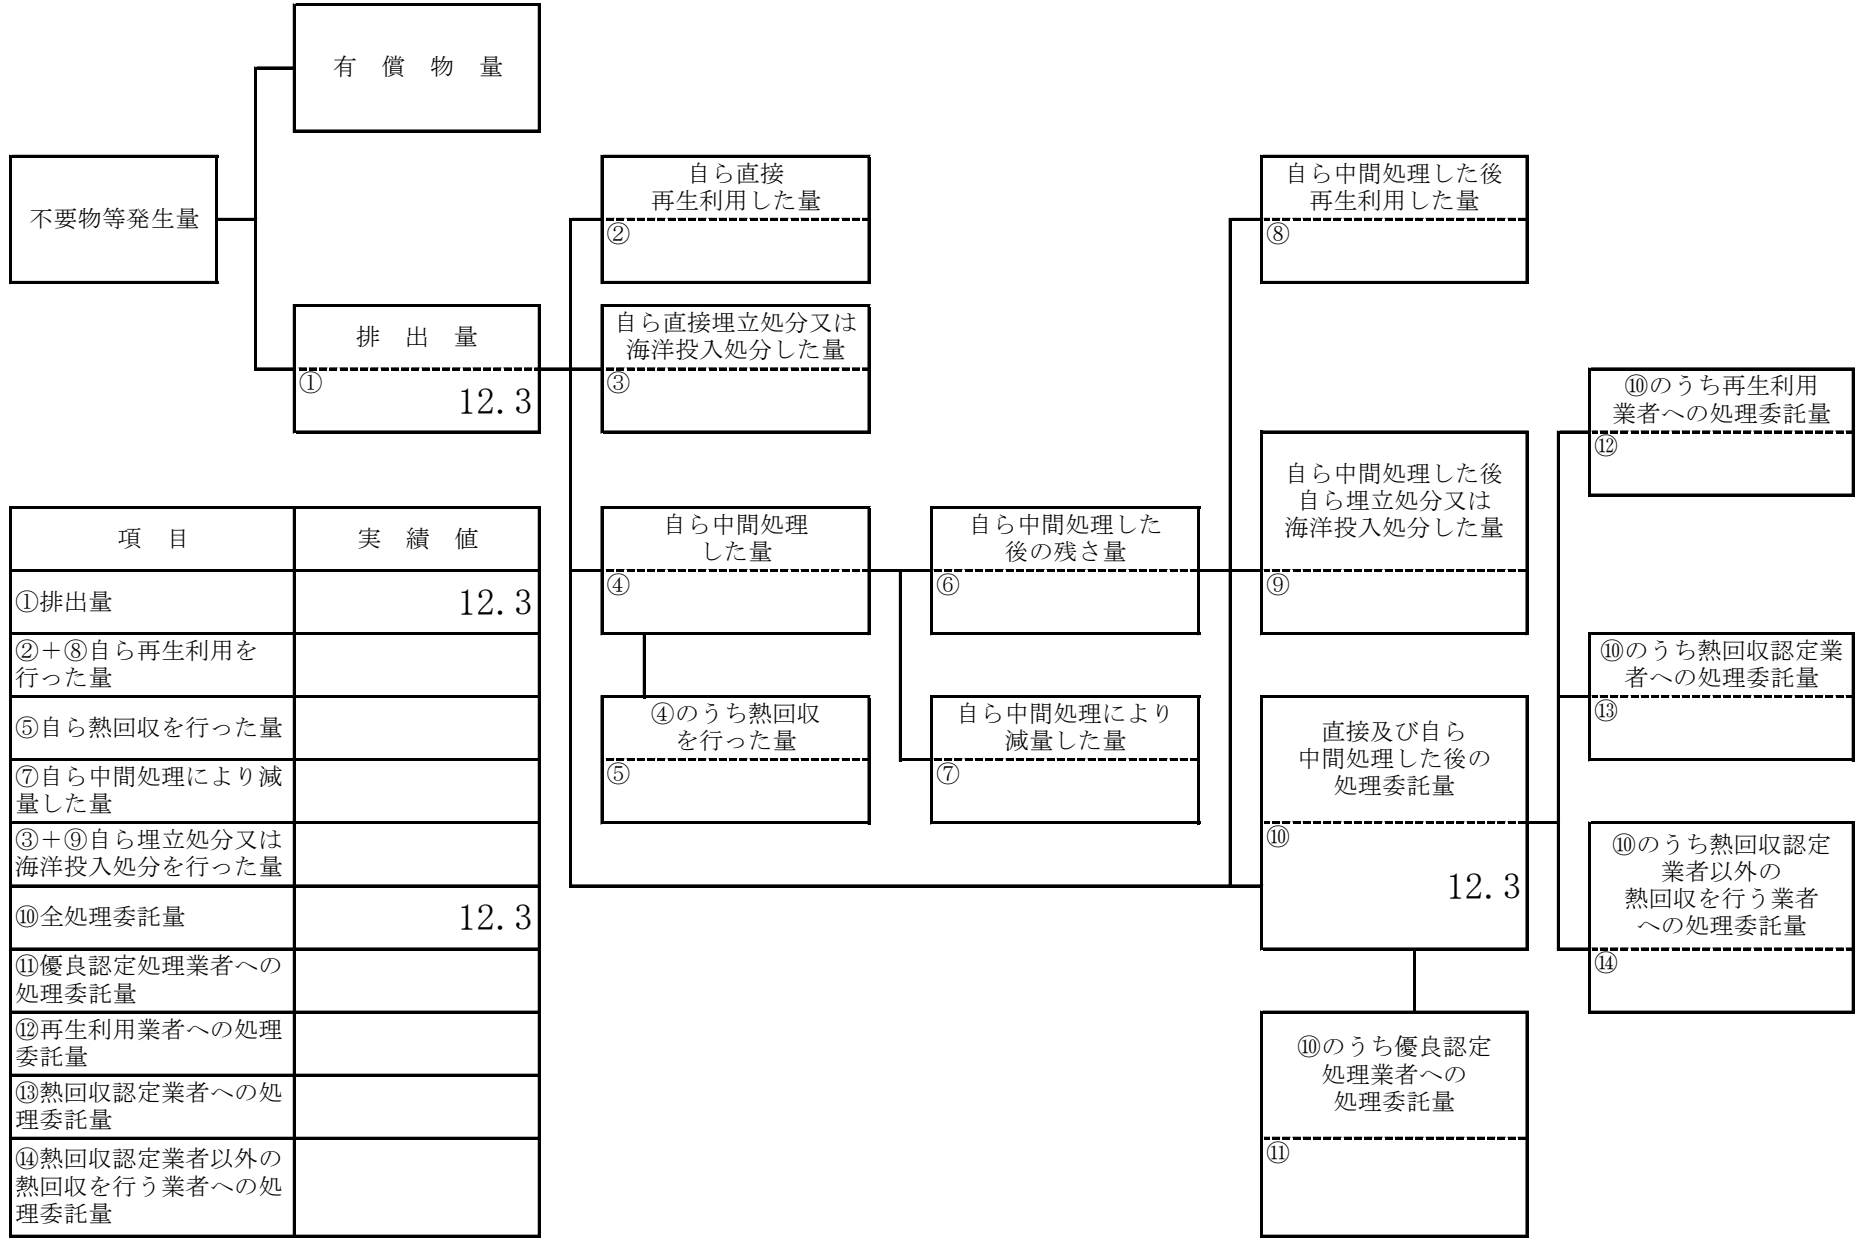 有 償 物 量
不要物等発生量
排 出 量
①
12.3
自ら直接
再生利用した量
②
自ら直接埋立処分又は
海洋投入処分した量
③
自ら中間処理
した量
④
④のうち熱回収
を行った量
⑤
自ら中間処理した
後の残さ量
⑥
自ら中間処理により
減量した量
⑦
自ら中間処理した後
再生利用した量
⑧
自ら中間処理した後
自ら埋立処分又は
海洋投入処分した量
⑨
直接及び自ら
中間処理した後の
処理委託量
⑩
12.3
⑩のうち優良認定
処理業者への
処理委託量
⑪
⑩のうち再生利用
業者への処理委託量
⑫
⑩のうち熱回収認定業
者への処理委託量
⑬
⑩のうち熱回収認定
業者以外の
熱回収を行う業者
への処理委託量
⑭
項 目 実 績 値
①排出量 12.3
②+⑧自ら再生利用を
行った量
⑤自ら熱回収を行った量
⑦自ら中間処理により減
量した量
③+⑨自ら埋立処分又は
海洋投入処分を行った量
⑩全処理委託量 12.3
⑪優良認定処理業者への
処理委託量
⑫再生利用業者への処理
委託量
⑬熱回収認定業者への処
理委託量
⑭熱回収認定業者以外の
熱回収を行う業者への処
理委託量